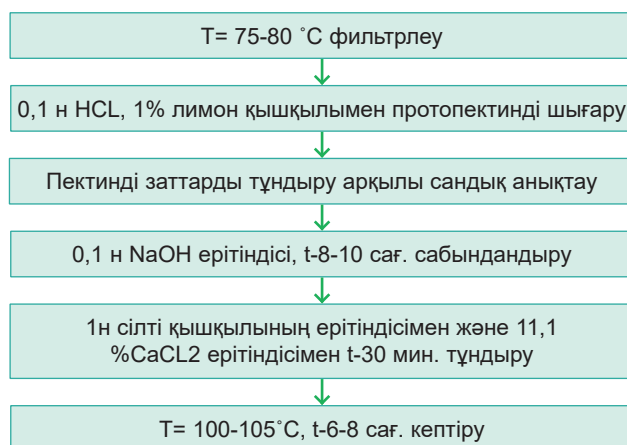 T= 75-80 ˚C фильтрлеу
0,1 н HCL, 1% лимон қышқылымен протопектинді шығару
Пектинді заттарды тұндыру арқылы сандық анықтау
0,1 н NaOH ерітіндісі, t-8-10 сағ. сабындандыру
1н сілті қышқылының ерітіндісімен және 11,1
%CaCL2 ерітіндісімен t-30 мин. тұндыру
T= 100-105˚C, t-6-8 сағ. кептіру